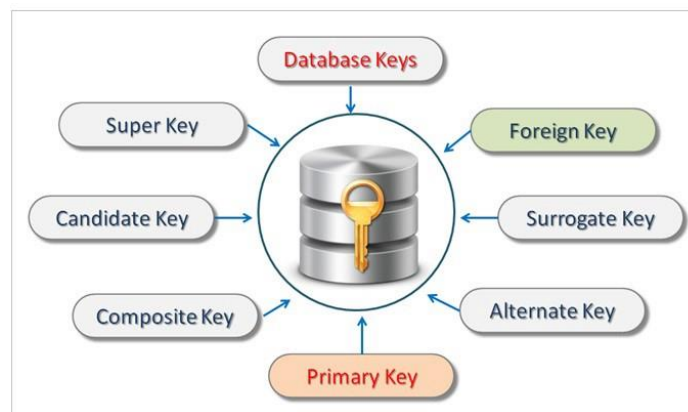 Database Keys
Super Key
Foreign Key
Candidate Key
Surrogate Key
Composite Key
Alternate Key
Primary Key